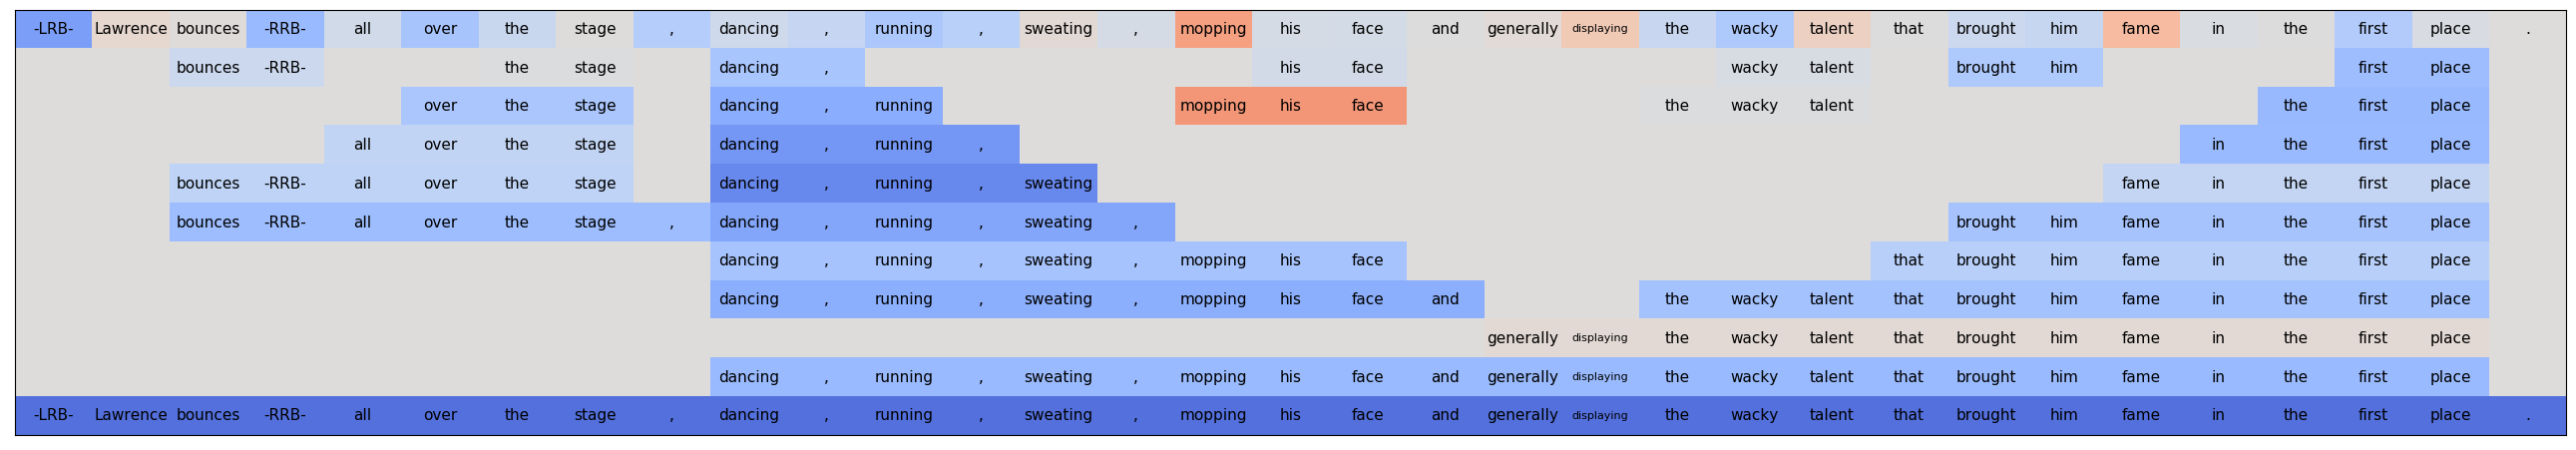 -LRB- Lawrence bounces -RRB- all over the stage , dancing , running , sweating , mopping his face and generally displaying the wacky talent that brought him fame in the first place .
bounces -RRB- the stage dancing , his face wacky talent brought him first place
over the stage dancing , running mopping his face the wacky talent the first place
all over the stage dancing , running , in the first place
bounces -RRB- all over the stage dancing , running , sweating fame in the first place
bounces -RRB- all over the stage , dancing , running , sweating , brought him fame in the first place
dancing , running , sweating , mopping his face that brought him fame in the first place
dancing , running , sweating , mopping his face and the wacky talent that brought him fame in the first place
generally displaying the wacky talent that brought him fame in the first place
dancing , running , sweating , mopping his face and generally displaying the wacky talent that brought him fame in the first place
-LRB- Lawrence bounces -RRB- all over the stage , dancing , running , sweating , mopping his face and generally displaying the wacky talent that brought him fame in the first place .